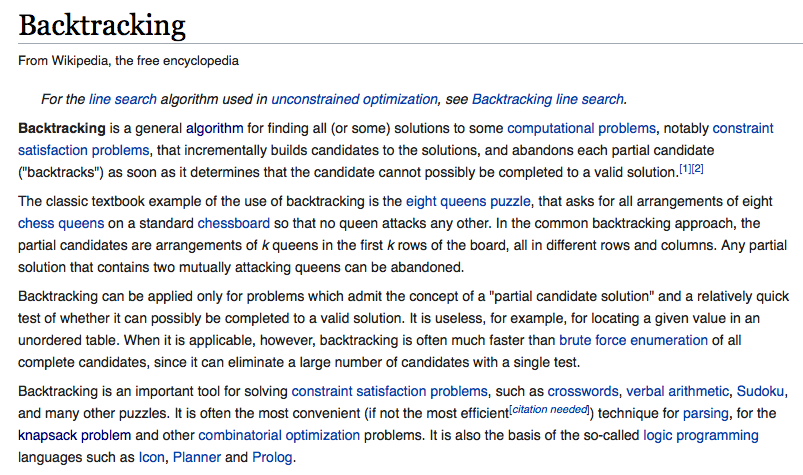 Backtracking
From Wikipedia, the free encyclopedia
For the line search algorithm used in unconstrained optimization, see Backtracking line search.
Backtracking is a general algorithm for finding all (or some) solutions to some computational problems, notably constraint
satisfaction problems, that incrementally builds candidates to the solutions, and abandons each partial candidate
("backtracks") as soon as it determines that the candidate cannot possibly be completed to a valid solution.[1][2]
The classic textbook example of the use of backtracking is the eight queens puzzle, that asks for all arrangements of eight
chess queens on a standard chessboard so that no queen attacks any other. In the common backtracking approach, the
partial candidates are arrangements of k queens in the first k rows of the board, all in different rows and columns. Any partial
solution that contains two mutually attacking queens can be abandoned.
Backtracking can be applied only for problems which admit the concept of a "partial candidate solution" and a relatively quick
test of whether it can possibly be completed to a valid solution. It is useless, for example, for locating a given value in an
unordered table. When it is applicable, however, backtracking is often much faster than brute force enumeration of all
complete candidates, since it can eliminate a large number of candidates with a single test.
Backtracking is an important tool for solving constraint satisfaction problems, such as crosswords, verbal arithmetic, Sudoku,
and many other puzzles. It is often the most convenient (if not the most efficient[citation needed]) technique for parsing, for the
knapsack problem and other combinatorial optimization problems. It is also the basis of the so-called logic programming
languages such as Icon, Planner and Prolog.